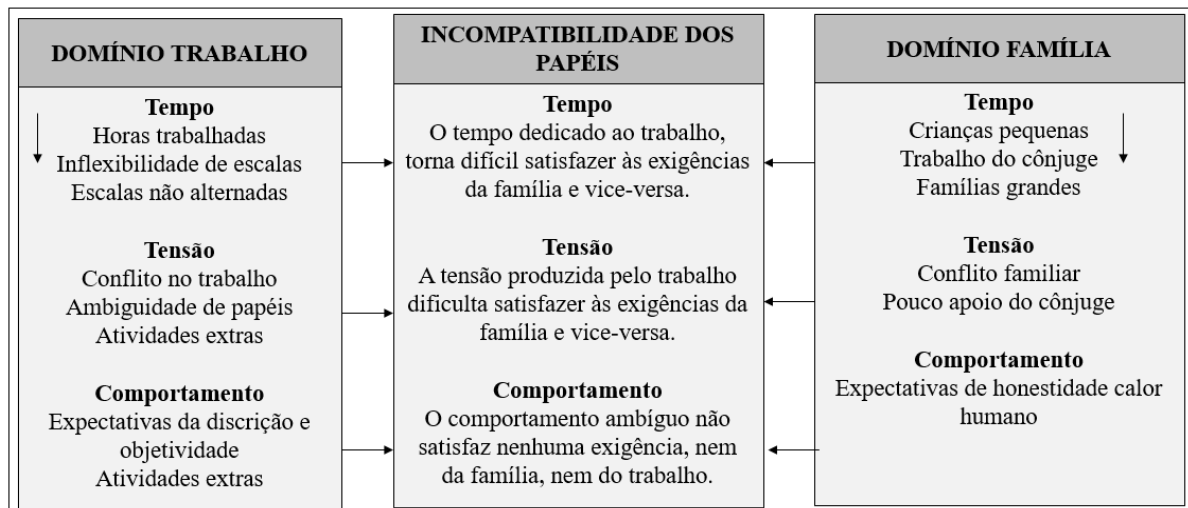 DOMÍNIO TRABALHO
Tempo
Horas trabalhadas
Inflexibilidade de escalas
Escalas não alternadas
Tensão
Conflito no trabalho
Ambiguidade de papéis
Atividades extras
Comportamento
Expectativas da discrição e
objetividade
Atividades extras
INCOMPATIBILIDADE DOS
PAPÉIS
Tempo
O tempo dedicado ao trabalho,
torna difícil satisfazer às exigências
da família e vice-versa.
Tensão
A tensão produzida pelo trabalho
dificulta satisfazer às exigências da
família e vice-versa.
Comportamento
O comportamento ambíguo não
satisfaz nenhuma exigência, nem
da família, nem do trabalho.
DOMÍNIO FAMÍLIA
Tempo
Crianças pequenas
Trabalho do cônjuge
Famílias grandes
Tensão
Conflito familiar
Pouco apoio do cônjuge
Comportamento
Expectativas de honestidade calor
humano